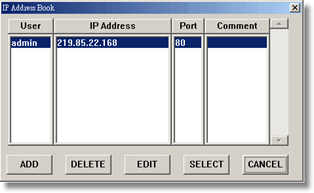 IP Address Book
User IP Address Port Comment
admin 219.85.22.168 80
ADD DELETE EDIT SELECT CANCEL